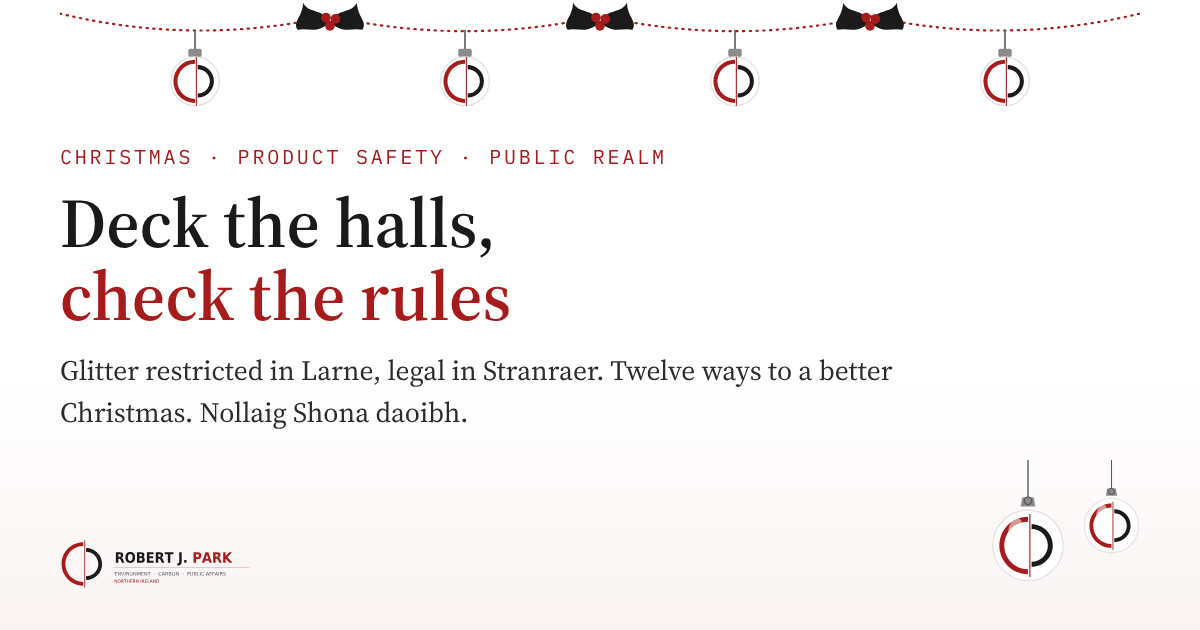 CHRISTMAS · PRODUCT SAFETY · PUBLIC REALM
Deck the halls,
check the rules
Glitter restricted in Larne, legal in Stranraer. Twelve ways to a better
Christmas. Nollaig Shona daoibh.
ROBERT J. PARK
ENVIRONMENT · CARBON · PUBLIC AFFAIRS
NORTHERN IRELAND